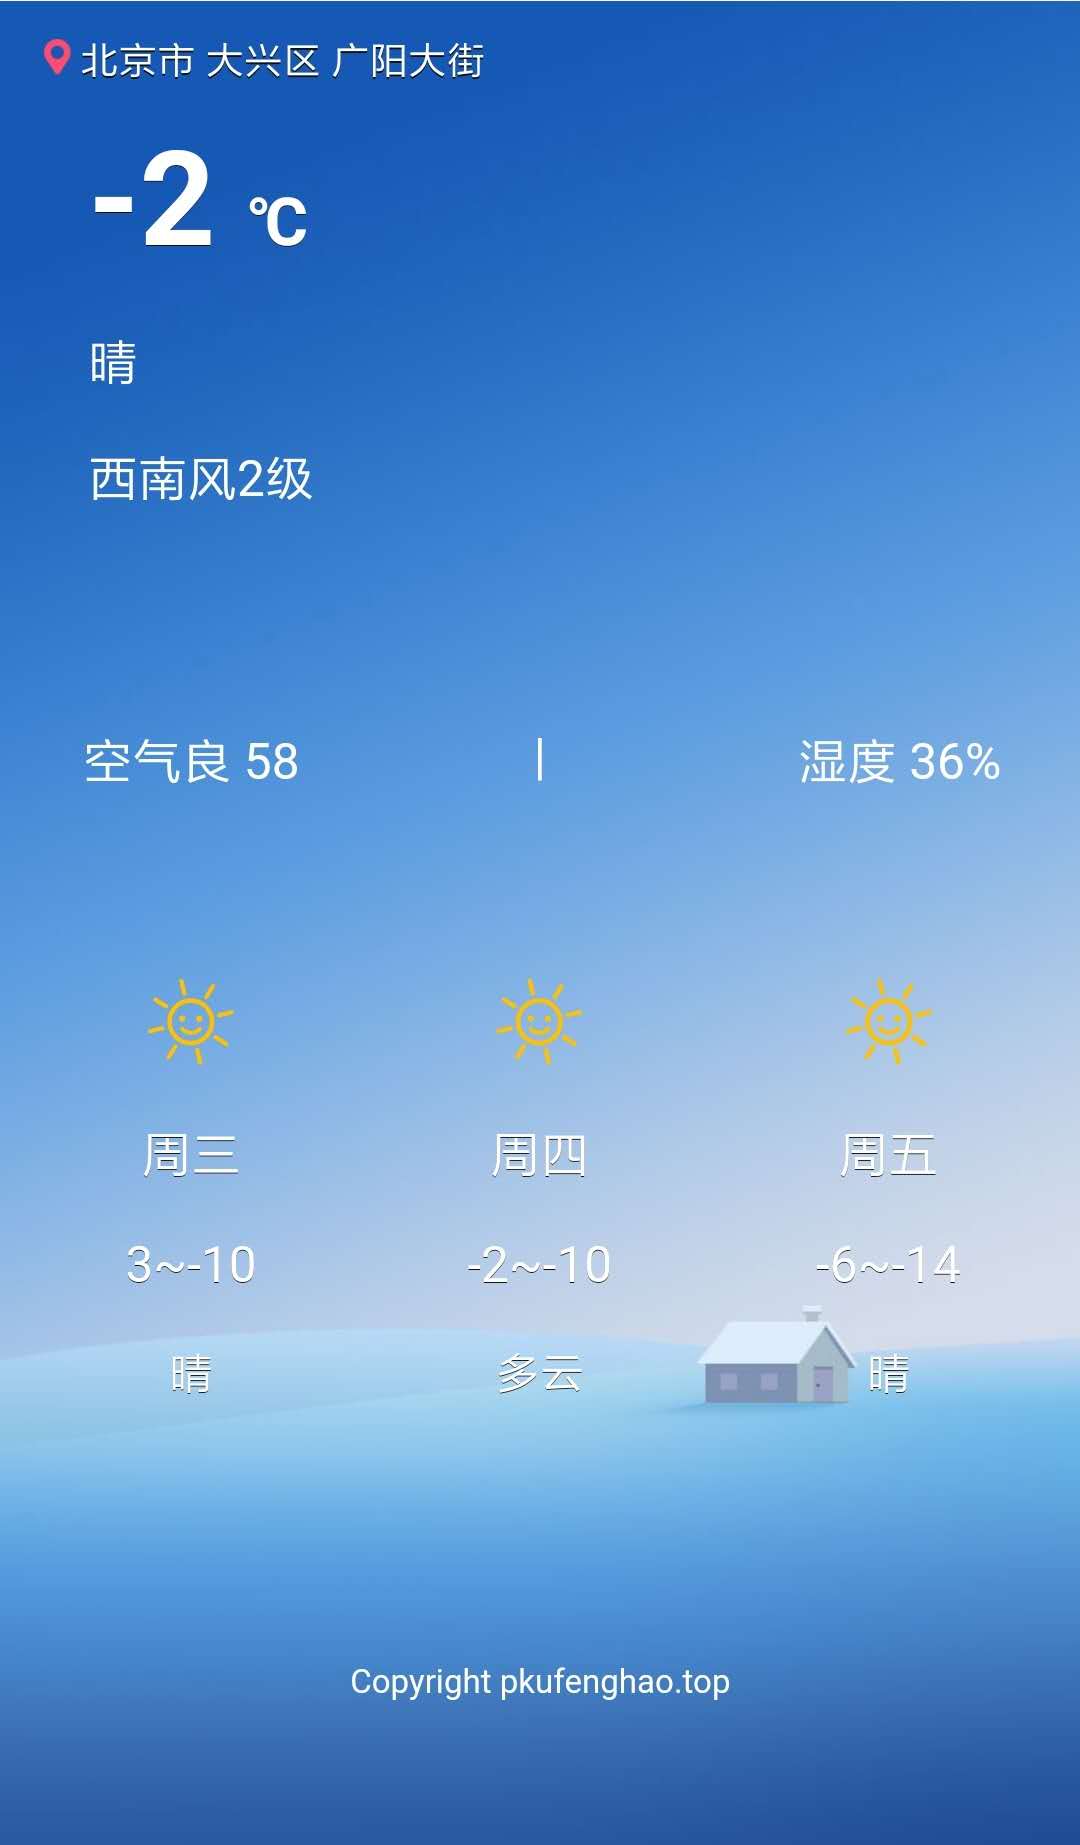 北京市 大兴区 广阳大街
-2 ℃
晴
西南风2级
空气良 58 | 湿度 36%
周三 周四 周五
3~-10 -2~-10 -6~-14
晴 多云 晴
Copyright pkufenghao.top